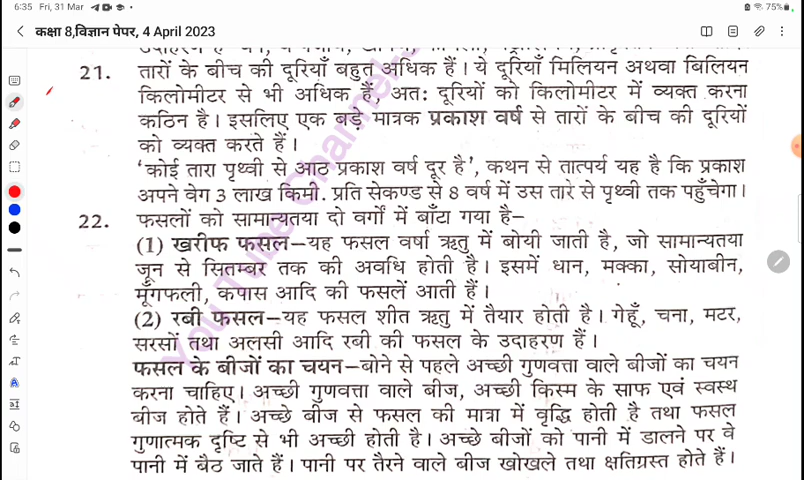 6:35 Fri, 31 Mar
75%
कक्षा 8,विज्ञान पेपर, 4 April 2023
21. तारों के बीच की दूरियाँ बहुत अधिक हैं। ये दूरियाँ मिलियन अथवा बिलियन
किलोमीटर से भी अधिक हैं, अतः दूरियों को किलोमीटर में व्यक्त करना
कठिन है। इसलिए एक बड़े मात्रक प्रकाश वर्ष से तारों के बीच की दूरियों
को व्यक्त करते हैं।
'कोई तारा पृथ्वी से आठ प्रकाश वर्ष दूर है', कथन से तात्पर्य यह है कि प्रकाश
अपने वेग 3 लाख किमी. प्रति सेकण्ड से 8 वर्ष में उस तारे से पृथ्वी तक पहुँचेगा।
22. फसलों को सामान्यतया दो वर्गों में बाँटा गया है–
(1) खरीफ फसल–यह फसल वर्षा ऋतु में बोयी जाती है, जो सामान्यतया
जून से सितम्बर तक की अवधि होती है। इसमें धान, मक्का, सोयाबीन,
मूँगफली, कपास आदि की फसलें आती हैं।
(2) रबी फसल–यह फसल शीत ऋतु में तैयार होती है। गेहूँ, चना, मटर,
सरसों तथा अलसी आदि रबी की फसल के उदाहरण हैं।
फसल के बीजों का चयन–बोने से पहले अच्छी गुणवत्ता वाले बीजों का चयन
करना चाहिए। अच्छी गुणवत्ता वाले बीज, अच्छी किस्म के साफ एवं स्वस्थ
बीज होते हैं। अच्छे बीज से फसल की मात्रा में वृद्धि होती है तथा फसल
गुणात्मक दृष्टि से भी अच्छी होती है। अच्छे बीजों को पानी में डालने पर वे
पानी में बैठ जाते हैं। पानी पर तैरने वाले बीज खोखले तथा क्षतिग्रस्त होते हैं।
YouTube Channel-